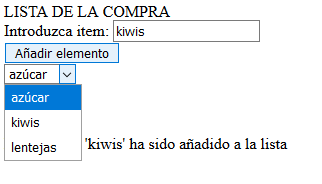 LISTA DE LA COMPRA
Introduzca item: kiwis
Añadir elemento
azúcar
azúcar
kiwis
lentejas
'kiwis' ha sido añadido a la lista